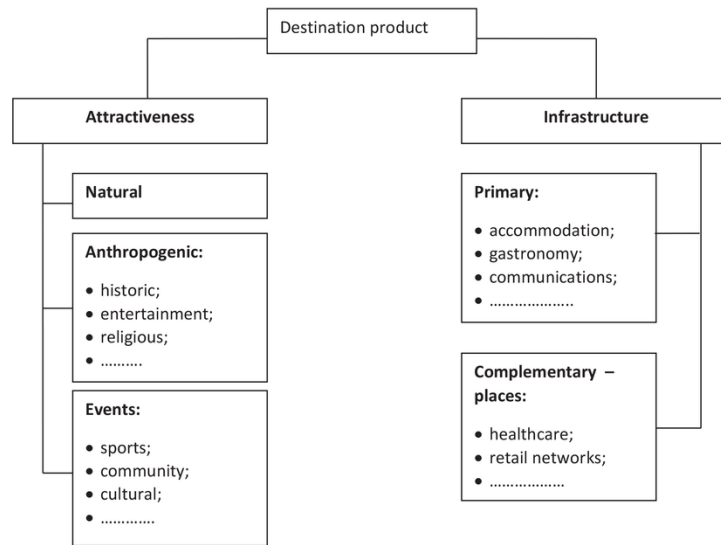 Destination product
Attractiveness
Natural
Anthropogenic:
• historic;
• entertainment;
• religious;
• ……….
Events:
• sports;
• community;
• cultural;
• ………….
Infrastructure
Primary:
• accommodation;
• gastronomy;
• communications;
• ………………..
Complementary –
places:
• healthcare;
• retail networks;
• ………………